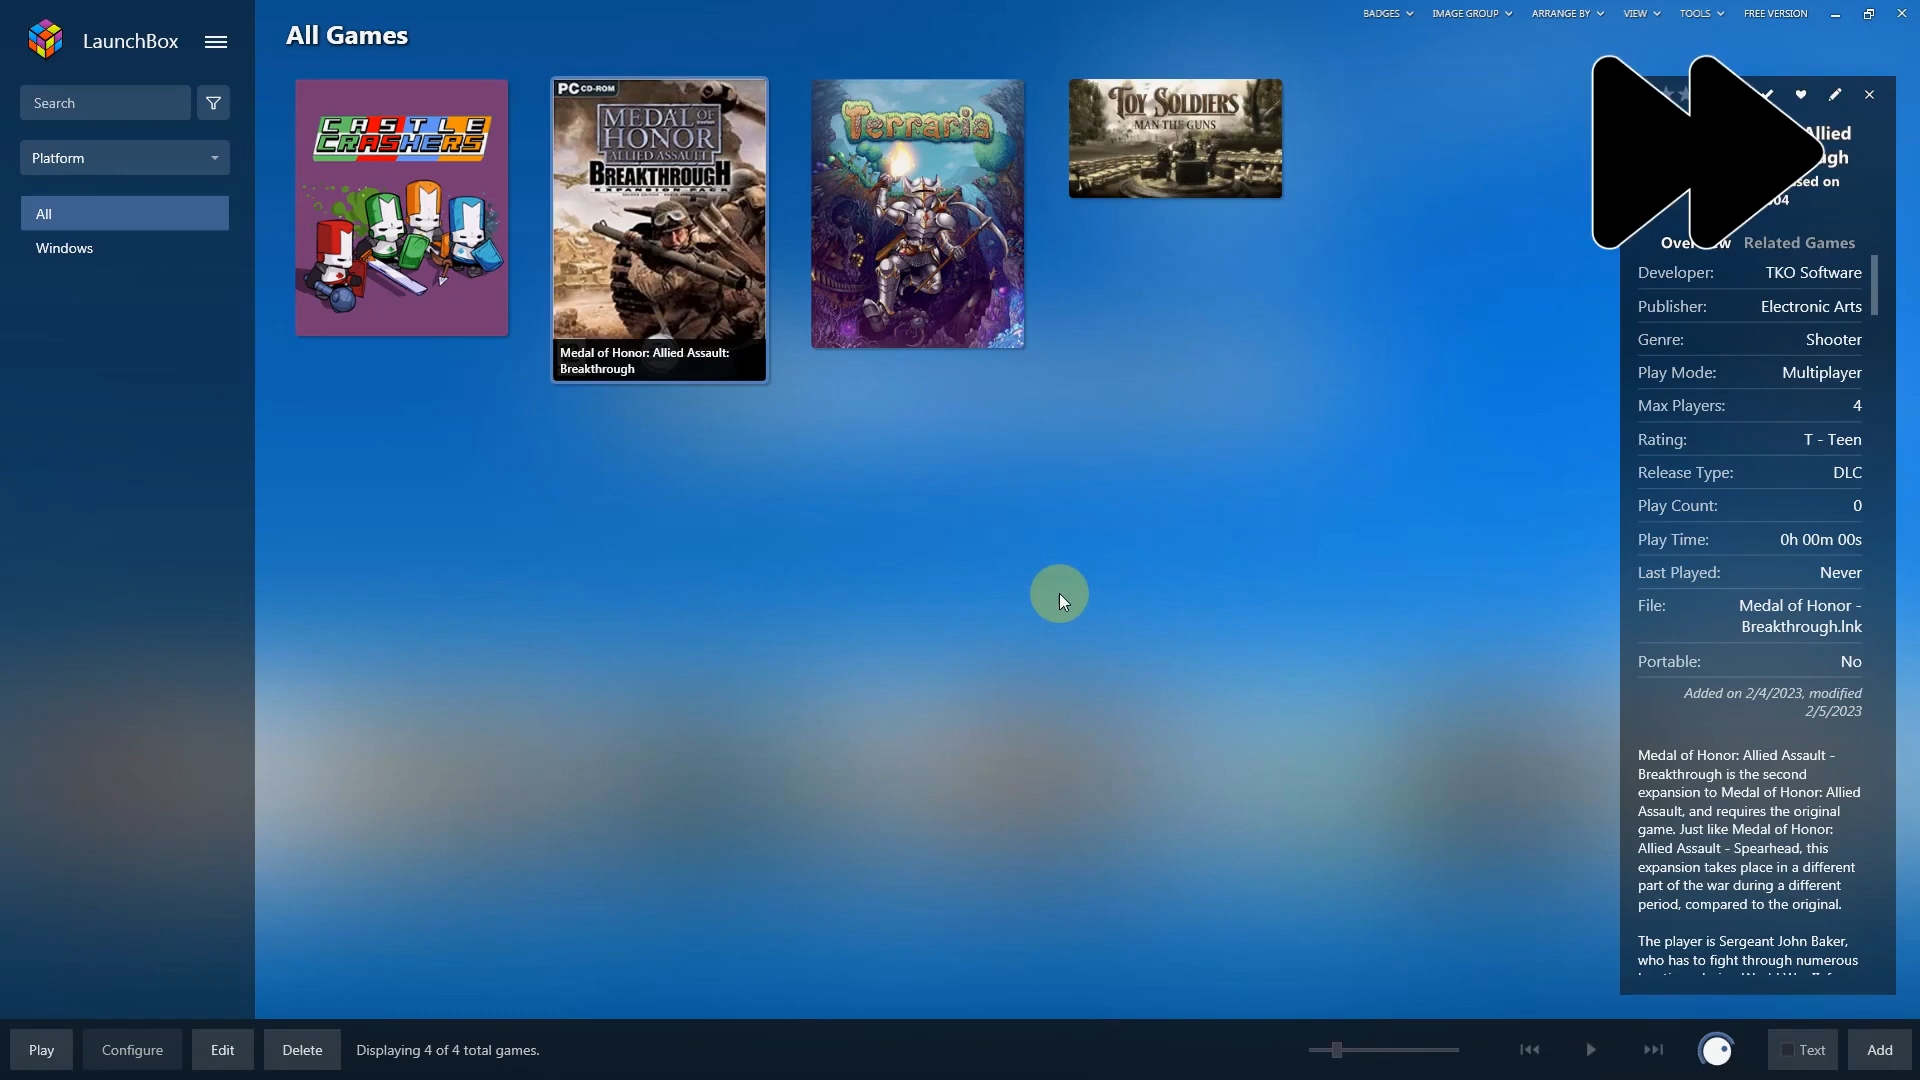 LaunchBox
All Games
BADGES
IMAGE GROUP
ARRANGE BY
VIEW
TOOLS
FREE VERSION
Search
Platform
All
Windows
CASTLE
CRASHERS
PC CD-ROM
MEDAL OF
HONOR
ALLIED ASSAULT
BREAKTHROUGH
EXPANSION PACK
Medal of Honor: Allied Assault:
Breakthrough
Terraria
TOY SOLDIERS
MAN THE GUNS
Allied
Related Games
Developer: TKO Software
Publisher: Electronic Arts
Genre: Shooter
Play Mode: Multiplayer
Max Players: 4
Rating: T - Teen
Release Type: DLC
Play Count: 0
Play Time: 0h 00m 00s
Last Played: Never
File: Medal of Honor -
Breakthrough.lnk
Portable: No
Added on 2/4/2023, modified
2/5/2023
Medal of Honor: Allied Assault -
Breakthrough is the second
expansion to Medal of Honor: Allied
Assault, and requires the original
game. Just like Medal of Honor:
Allied Assault - Spearhead, this
expansion takes place in a different
part of the war during a different
period, compared to the original.
The player is Sergeant John Baker,
who has to fight through numerous
Play
Configure
Edit
Delete
Displaying 4 of 4 total games.
Text
Add